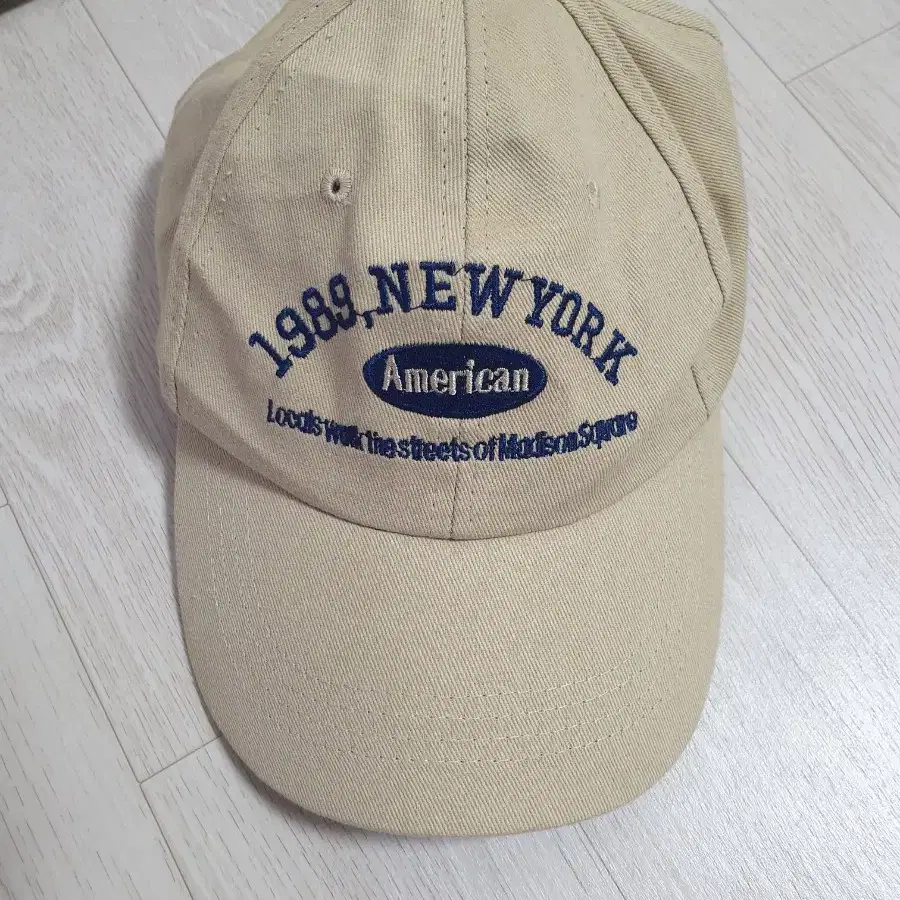 1989, NEW YORK
American
Locals walk the streets of Madison Square